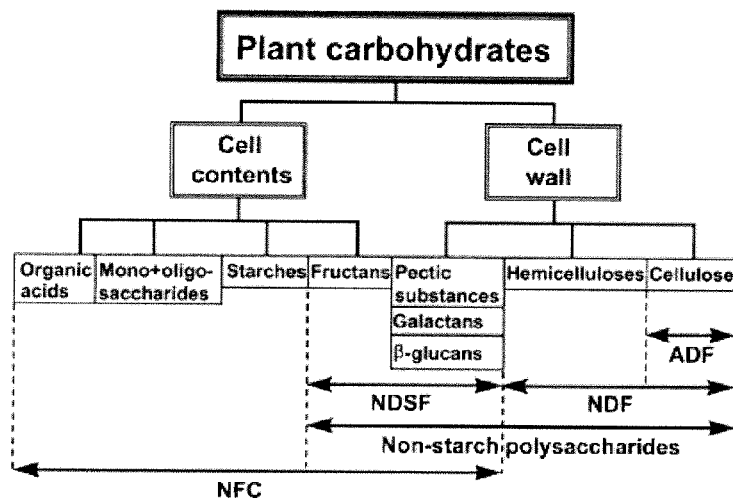 Plant carbohydrates
Cell
contents
Cell
wall
Organic
acids
Mono+oligo-
saccharides
Starches
Fructans
Pectic
substances
Galactans
β-glucans
Hemicelluloses
Cellulose
ADF
NDSF
NDF
Non-starch polysaccharides
NFC